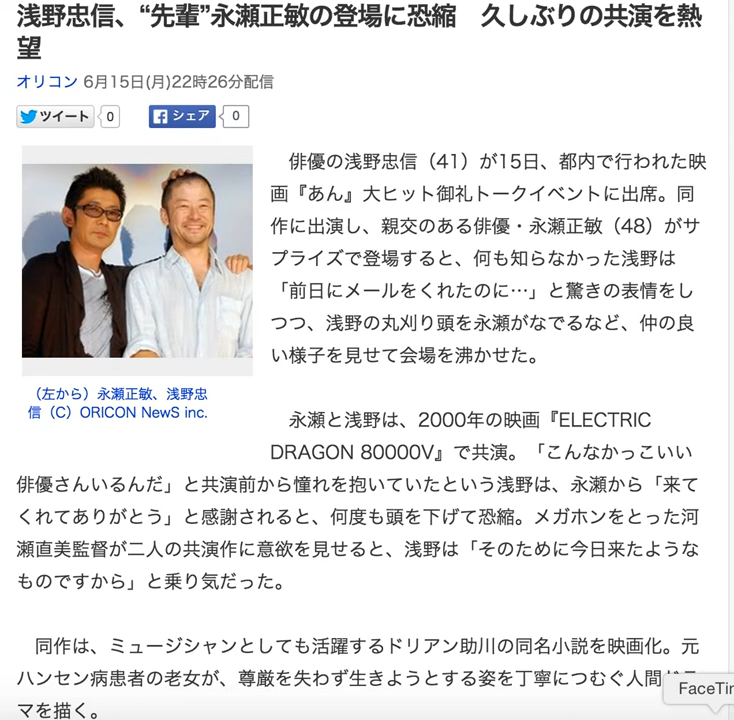 浅野忠信、“先輩”永瀬正敏の登場に恐縮　久しぶりの共演を熱
望
オリコン 6月15日(月)22時26分配信
ツイート 0 シェア 0
　俳優の浅野忠信（41）が15日、都内で行われた映
画『あん』大ヒット御礼トークイベントに出席。同
作に出演し、親交のある俳優・永瀬正敏（48）がサ
プライズで登場すると、何も知らなかった浅野は
「前日にメールをくれたのに…」と驚きの表情をし
つつ、浅野の丸刈り頭を永瀬がなでるなど、仲の良
い様子を見せて会場を沸かせた。
（左から）永瀬正敏、浅野忠
信（C）ORICON NewS inc.
　永瀬と浅野は、2000年の映画『ELECTRIC
DRAGON 80000V』で共演。「こんなかっこいい
俳優さんいるんだ」と共演前から憧れを抱いていたという浅野は、永瀬から「来て
くれてありがとう」と感謝されると、何度も頭を下げて恐縮。メガホンをとった河
瀬直美監督が二人の共演作に意欲を見せると、浅野は「そのために今日来たような
ものですから」と乗り気だった。
　同作は、ミュージシャンとしても活躍するドリアン助川の同名小説を映画化。元
ハンセン病患者の老女が、尊厳を失わず生きようとする姿を丁寧につむぐ人間ドラ
マを描く。
FaceTi